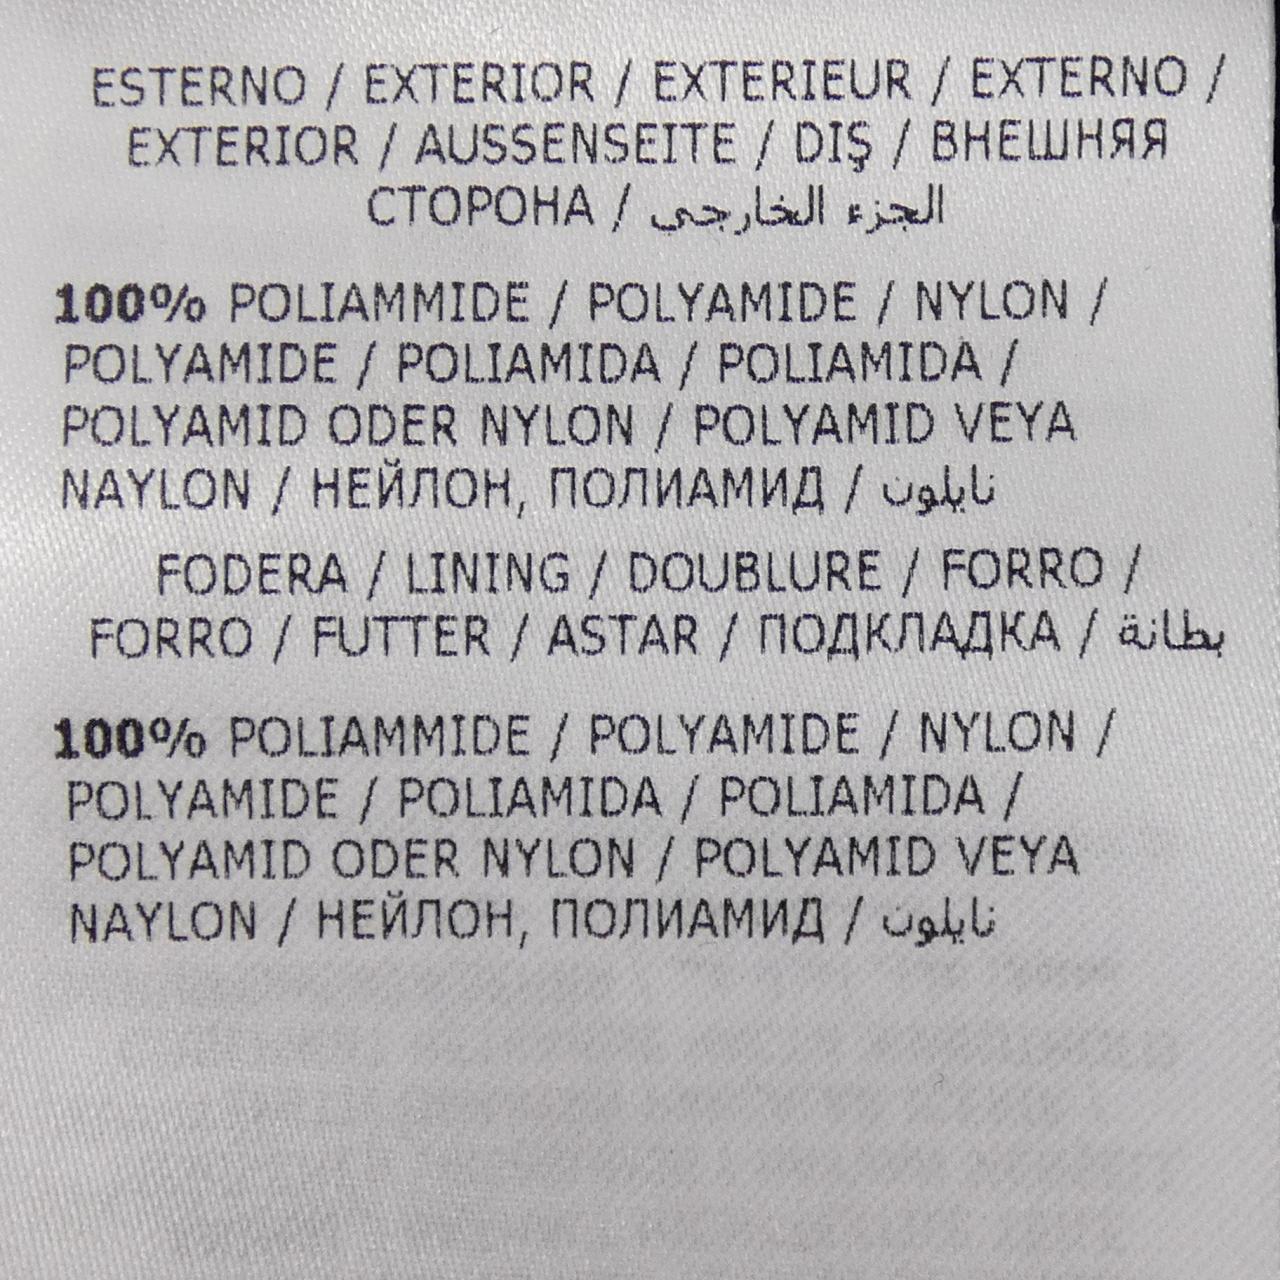 ESTERNO / EXTERIOR / EXTERIEUR / EXTERNO /
EXTERIOR / AUSSENSEITE / DIŞ / ВНЕШНЯЯ
СТОРОНА / الجزء الخارجي
100% POLIAMMIDE / POLYAMIDE / NYLON /
POLYAMIDE / POLIAMIDA / POLIAMIDA /
POLYAMID ODER NYLON / POLYAMID VEYA
NAYLON / НЕЙЛОН, ПОЛИАМИД / نايلون
FODERA / LINING / DOUBLURE / FORRO /
FORRO / FUTTER / ASTAR / ПОДКЛАДКА / بطانة
100% POLIAMMIDE / POLYAMIDE / NYLON /
POLYAMIDE / POLIAMIDA / POLIAMIDA /
POLYAMID ODER NYLON / POLYAMID VEYA
NAYLON / НЕЙЛОН, ПОЛИАМИД / نايلون